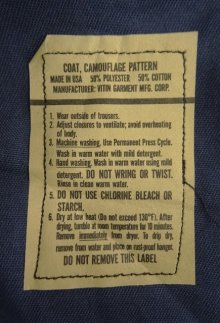 COAT, CAMOUFLAGE PATTERN
MADE IN USA 50% POLYESTER 50% COTTON
MANUFACTURER: VITIN GARMENT MFG. CORP.
1. Wear outside of trousers.
2. Adjust closures to ventilate; avoid overheating
of body.
3. Machine washing, Use Permanent Press Cycle.
Wash in warm water with mild detergent.
4. Hand washing, Wash in warm water using mild
detergent. DO NOT WRING OR TWIST.
Rinse in clean warm water.
5. DO NOT USE CHLORINE BLEACH OR
STARCH.
6. Dry at low heat (Do not exceed 130°F). After
drying, tumble at room temperature for 10 minutes.
Remove immediately from dryer. To drip dry,
remove from water and place on rust-proof hanger.
DO NOT REMOVE THIS LABEL